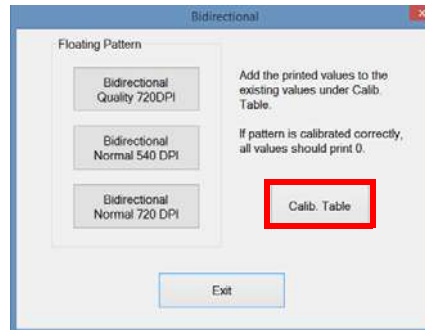 Bidirectional
Floating Pattern
Bidirectional
Quality 720DPI
Bidirectional
Normal 540 DPI
Bidirectional
Normal 720 DPI
Add the printed values to the
existing values under Calib.
Table.
If pattern is calibrated correctly,
all values should print 0.
Calib. Table
Exit